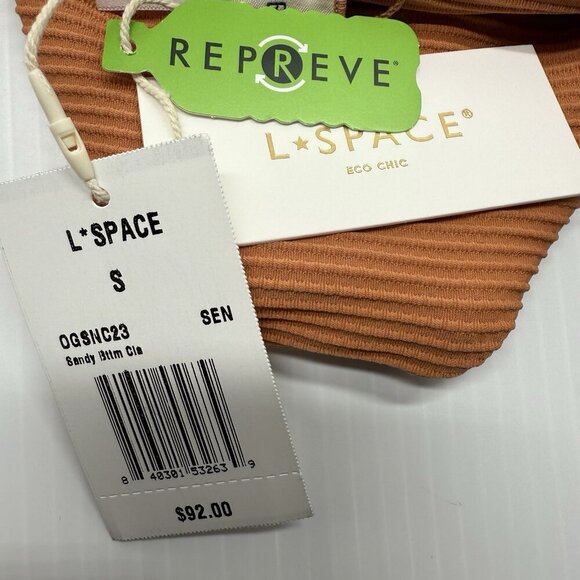 REPREVE®
L★SPACE®
ECO CHIC
L*SPACE
S
OGSNC23 SEN
Sandy Bttm Cla
8 40301 53263 9
$92.00